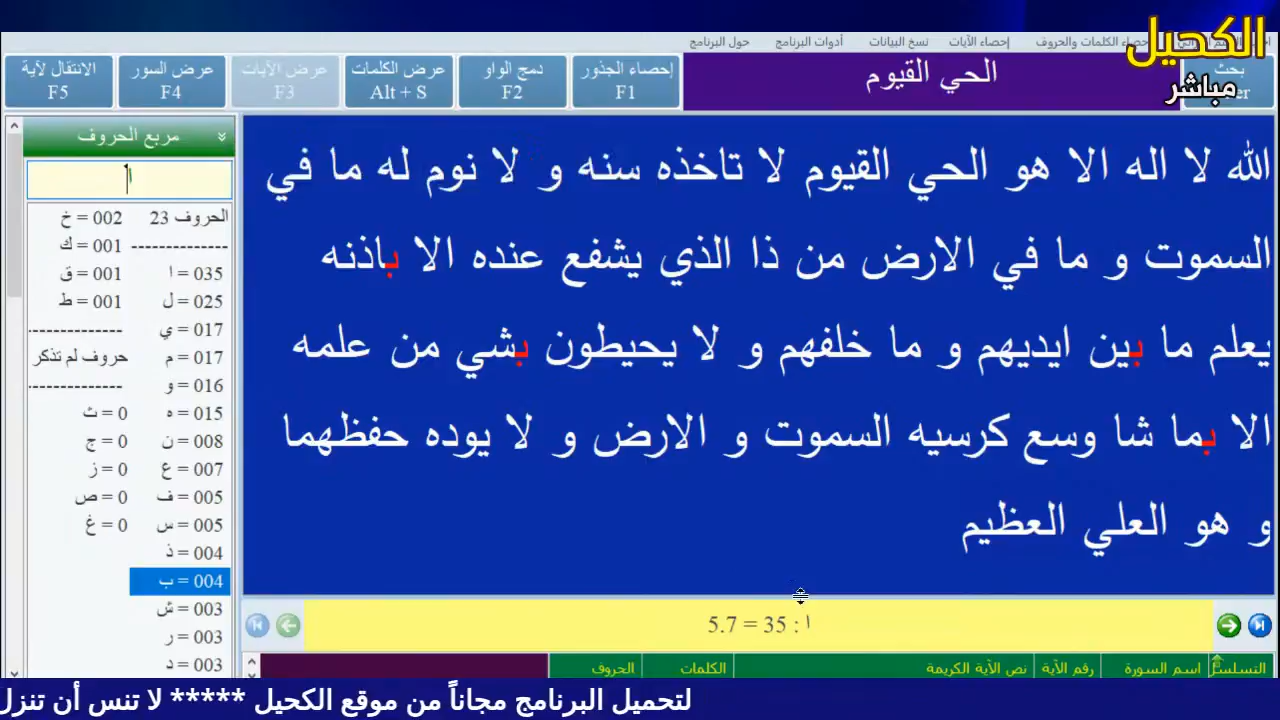 الكحيل
مباشر
إحصاء الكلمات والحروف
إحصاء الآيات
نسخ البيانات
أدوات البرنامج
حول البرنامج
بحث
الحي القيوم
إحصاء الجذور
F1
دمج الواو
F2
عرض الكلمات
Alt + S
عرض الآيات
F3
عرض السور
F4
الانتقال لآية
F5
مربع الحروف
ا
الله لا اله الا هو الحي القيوم لا تاخذه سنه و لا نوم له ما في
السموت و ما في الارض من ذا الذي يشفع عنده الا باذنه
يعلم ما بين ايديهم و ما خلفهم و لا يحيطون بشي من علمه
الا بما شا وسع كرسيه السموت و الارض و لا يوده حفظهما
و هو العلي العظيم
الحروف 23
--------------
035 = ا
025 = ل
017 = ي
017 = م
016 = و
015 = ه
008 = ن
007 = ع
005 = ف
005 = س
004 = ذ
004 = ب
003 = ش
003 = ر
003 = د
002 = خ
001 = ك
001 = ق
001 = ط
--------------
حروف لم تذكر
--------------
0 = ث
0 = ج
0 = ز
0 = ص
0 = غ
ا : 35 = 5.7
التسلسل
اسم السورة
رقم الآية
نص الآية الكريمة
الكلمات
الحروف
لتحميل البرنامج مجاناً من موقع الكحيل ***** لا تنس أن تنزل